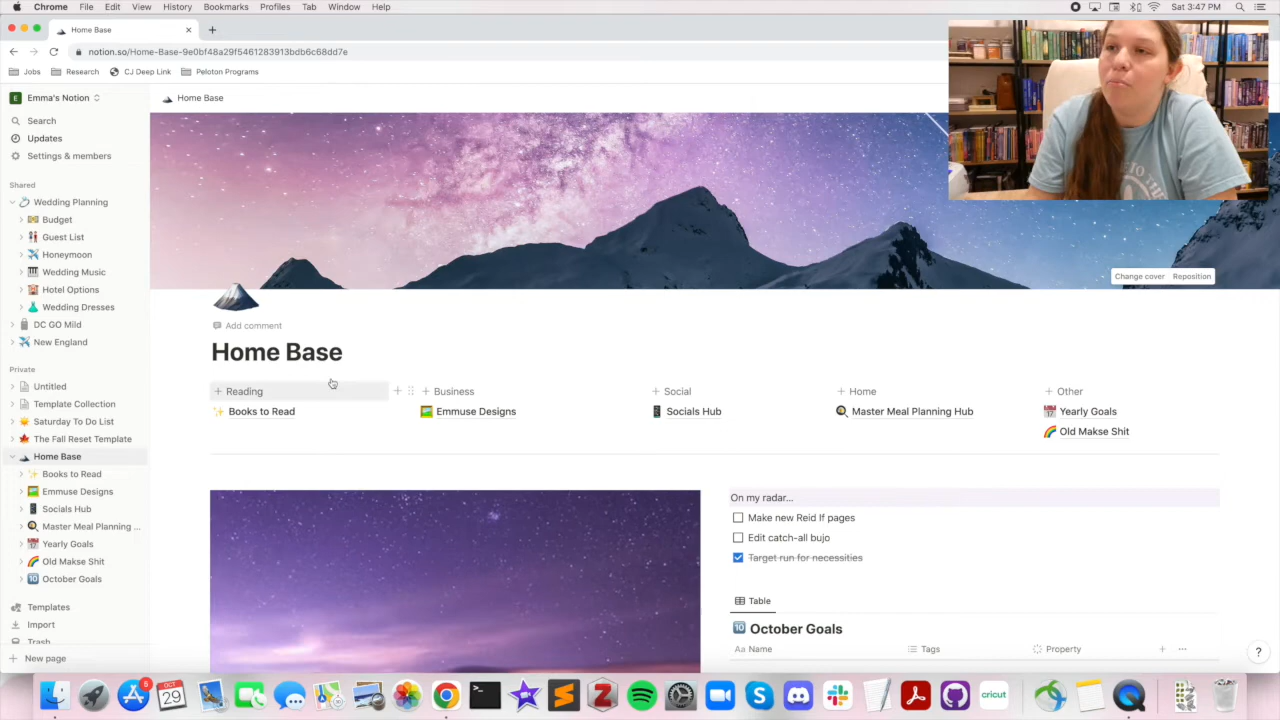 Chrome File Edit View History Bookmarks Profiles Tab Window Help Sat 3:47 PM
Home Base
notion.so/Home-Base-9e0bf48a29f5461283913bdb6c68dd7e
Jobs Research CJ Deep Link Peloton Programs
E Emma's Notion
Home Base
Search
Updates
Settings & members
Shared
Wedding Planning
Budget
Guest List
Honeymoon
Wedding Music
Hotel Options
Wedding Dresses
DC GO Mild
New England
Private
Untitled
Template Collection
Saturday To Do List
The Fall Reset Template
Home Base
Books to Read
Emmuse Designs
Socials Hub
Master Meal Planning ...
Yearly Goals
Old Makse Shit
October Goals
Templates
Import
Trash
New page
Change cover Reposition
Add comment
Home Base
Reading Business Social Home Other
Books to Read Emmuse Designs Socials Hub Master Meal Planning Hub Yearly Goals
Old Makse Shit
On my radar...
Make new Reid If pages
Edit catch-all bujo
Target run for necessities
Table
10 October Goals
Aa Name Tags Property
?
5
OCT
29
cricut